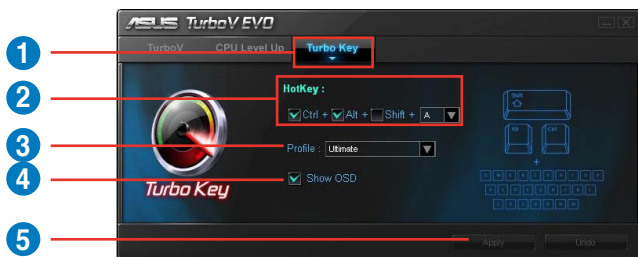 ASUS TurboV EVO
TurboV CPU Level Up Turbo Key
1
2
HotKey :
Ctrl + Alt + Shift + A
3
Profile : Ultimate
4
Show OSD
Turbo Key
Shift
Alt Ctrl
+
5
Apply Undo